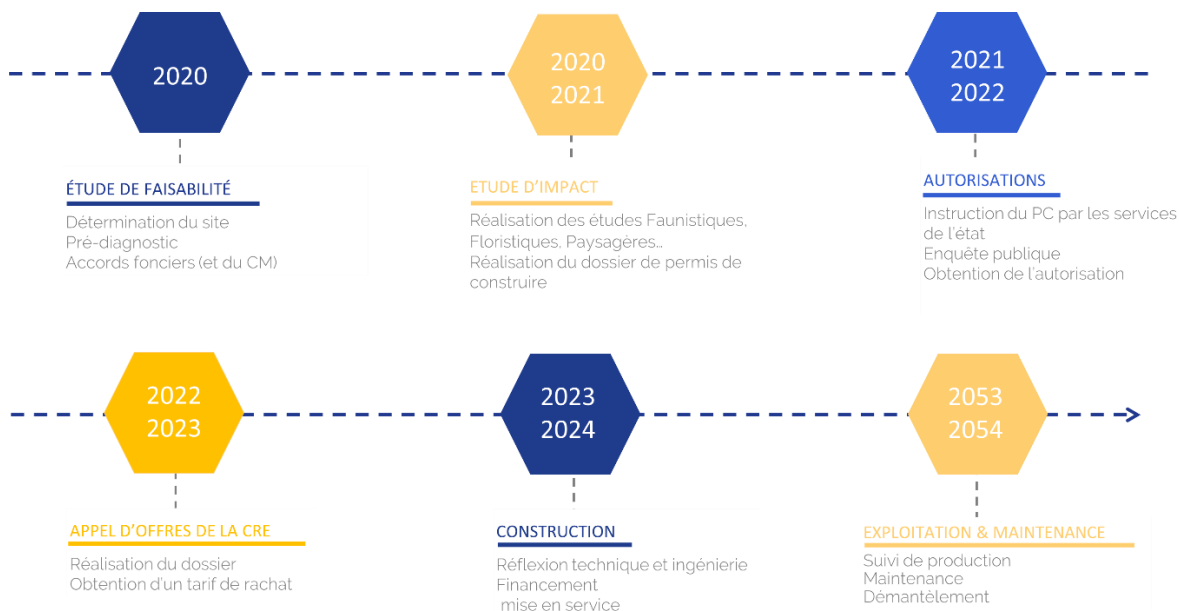 2020
ÉTUDE DE FAISABILITÉ
Détermination du site
Pré-diagnostic
Accords fonciers (et du CM)
2020
2021
ETUDE D'IMPACT
Réalisation des études Faunistiques,
Floristiques, Paysagères…
Réalisation du dossier de permis de
construire
2021
2022
AUTORISATIONS
Instruction du PC par les services
de l'état
Enquête publique
Obtention de l'autorisation
2022
2023
APPEL D'OFFRES DE LA CRE
Réalisation du dossier
Obtention d'un tarif de rachat
2023
2024
CONSTRUCTION
Réflexion technique et ingénierie
Financement
mise en service
2053
2054
EXPLOITATION & MAINTENANCE
Suivi de production
Maintenance
Démantèlement